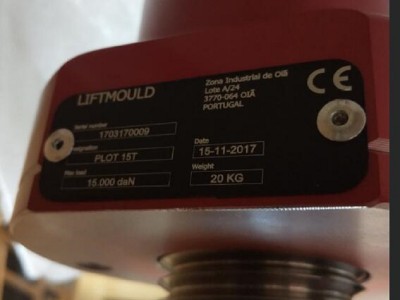 LIFTMOULD
Zona Industrial de Oiã
Lote A/24
3770-064 OIÃ
PORTUGAL
CE
Serial number
1703170009
Designation
PLOT 15T
Date
15-11-2017
Max load
15.000 daN
Weight
20 KG